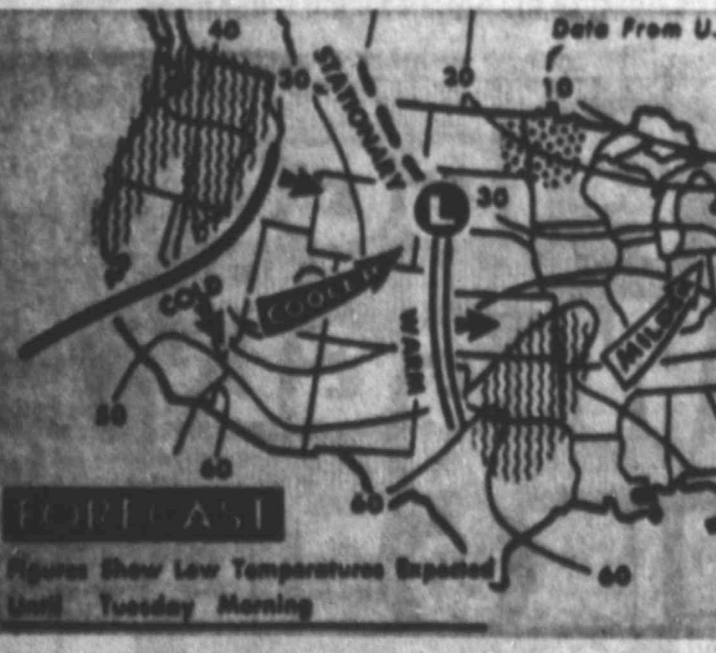 Data From U.
40
STATIONARY
30
20
10
L
30
COLD
COOLER
WARM
MILDER
50
60
60
60
FORECAST
Figures Show Low Temperatures Expected
Until Tuesday Morning